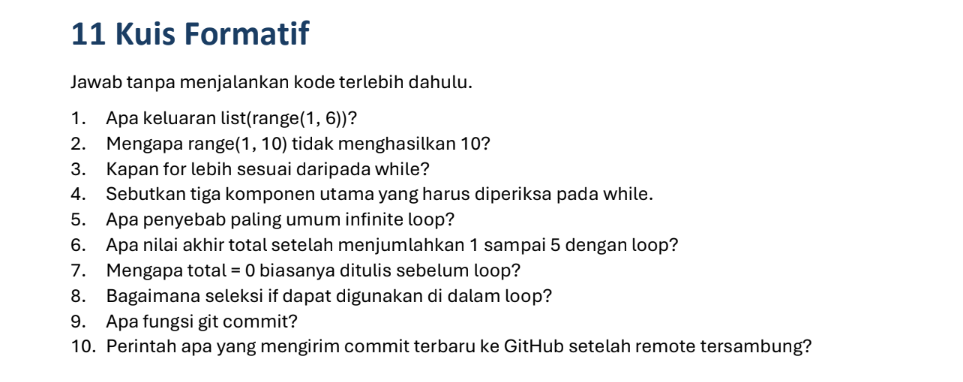 11 Kuis Formatif
Jawab tanpa menjalankan kode terlebih dahulu.
1. Apa keluaran list(range(1, 6))?
2. Mengapa range(1, 10) tidak menghasilkan 10?
3. Kapan for lebih sesuai daripada while?
4. Sebutkan tiga komponen utama yang harus diperiksa pada while.
5. Apa penyebab paling umum infinite loop?
6. Apa nilai akhir total setelah menjumlahkan 1 sampai 5 dengan loop?
7. Mengapa total = 0 biasanya ditulis sebelum loop?
8. Bagaimana seleksi if dapat digunakan di dalam loop?
9. Apa fungsi git commit?
10. Perintah apa yang mengirim commit terbaru ke GitHub setelah remote tersambung?